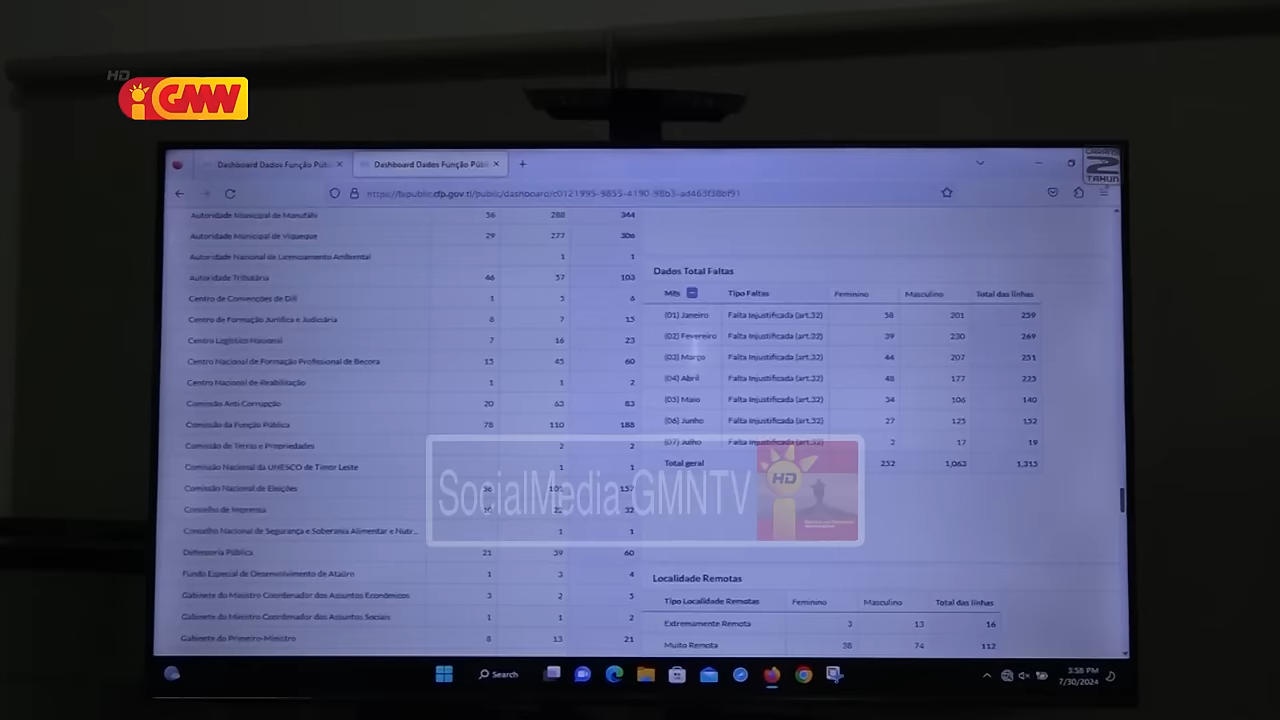 HD
GMN
2
TAHUN
Dashboard Dados Função Públ
Dashboard Dados Função Públ
Autoridade Municipal de Manufahi 56 288 344
Autoridade Municipal de Viqueque 29 277 306
Autoridade Nacional de Licenciamento Ambiental 1 1
Autoridade Tributária 46 57 103
Centro de Convenções de Dili 1 5 6
Centro de Formação Jurídica e Judiciária 8 7 15
Centro Logístico Nacional 7 16 23
Centro Nacional de Formação Profissional de Becora 15 45 60
Centro Nacional de Reabilitação 1 1 2
Comissão Anti-Corrupção 20 63 83
Comissão da Função Pública 78 110 188
Comissão de Terras e Propriedades 2 2
Comissão Nacional da UNESCO de Timor Leste 1 1
Comissão Nacional de Eleições 157
Conselho de Imprensa 32
Conselho Nacional de Segurança e Soberania Alimentar e Nutr... 1 1
Defensoria Pública 21 39 60
Fundo Especial de Desenvolvimento de Ataúro 1 3 4
Gabinete do Ministro Coordenador dos Assuntos Económicos 3 2 5
Gabinete do Ministro Coordenador dos Assuntos Sociais 1 1 2
Gabinete do Primeiro-Ministro 8 13 21
Dados Total Faltas
Mês Tipo Faltas Feminino Masculino Total das linhas
(01) Janeiro Falta Injustificada (art.32) 58 201 259
(02) Fevereiro Falta Injustificada (art.32) 39 230 269
(03) Março Falta Injustificada (art.32) 44 207 251
(04) Abril Falta Injustificada (art.32) 48 177 225
(05) Maio Falta Injustificada (art.32) 34 106 140
(06) Junho Falta Injustificada (art.32) 27 125 152
(07) Julho Falta Injustificada (art.32) 2 17 19
Total geral 252 1,063 1,315
SocialMedia GMNTV
HD
Localidade Remotas
Tipo Localidade Remotas Feminino Masculino Total das linhas
Extremamente Remota 3 13 16
Muito Remota 38 74 112
Search
3:58 PM
7/30/2024